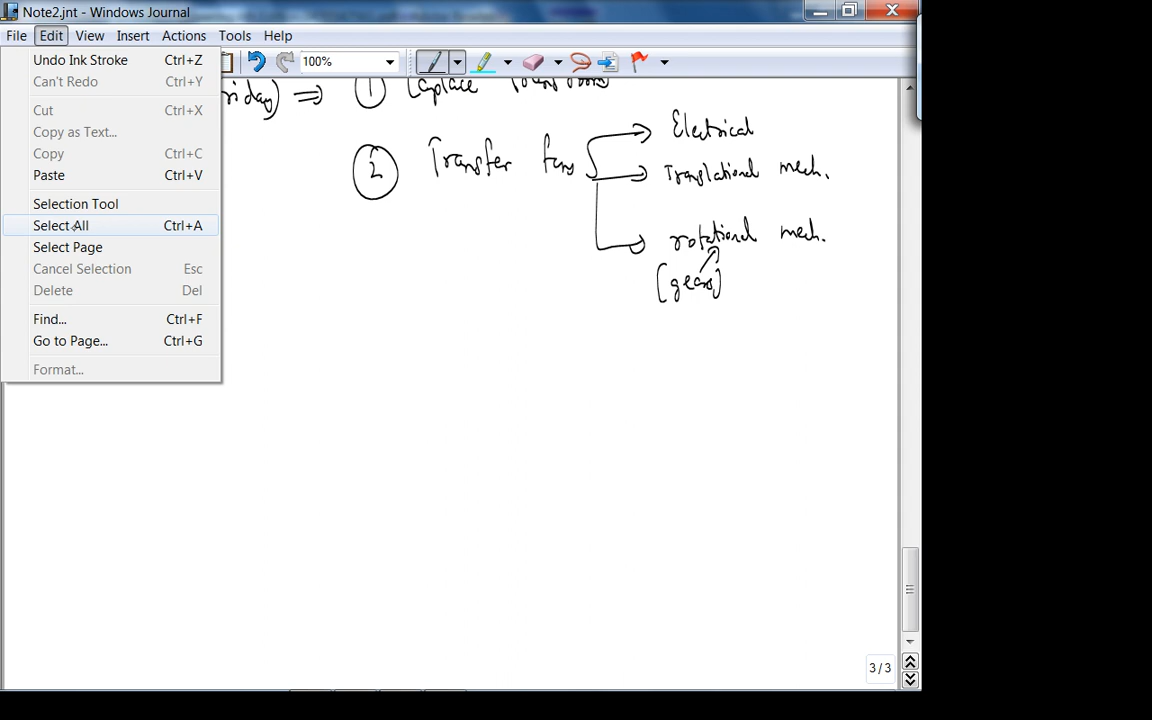 Note2.jnt - Windows Journal
File Edit View Insert Actions Tools Help
Undo Ink Stroke Ctrl+Z
Can't Redo Ctrl+Y
Cut Ctrl+X
Copy as Text...
Copy Ctrl+C
Paste Ctrl+V
Selection Tool
Select All Ctrl+A
Select Page
Cancel Selection Esc
Delete Del
Find... Ctrl+F
Go to Page... Ctrl+G
Format...
100%
riday) ⇒ ① Laplace
② Transfer
Electrical
Translational mech.
rotational mech.
(gears)
3/3